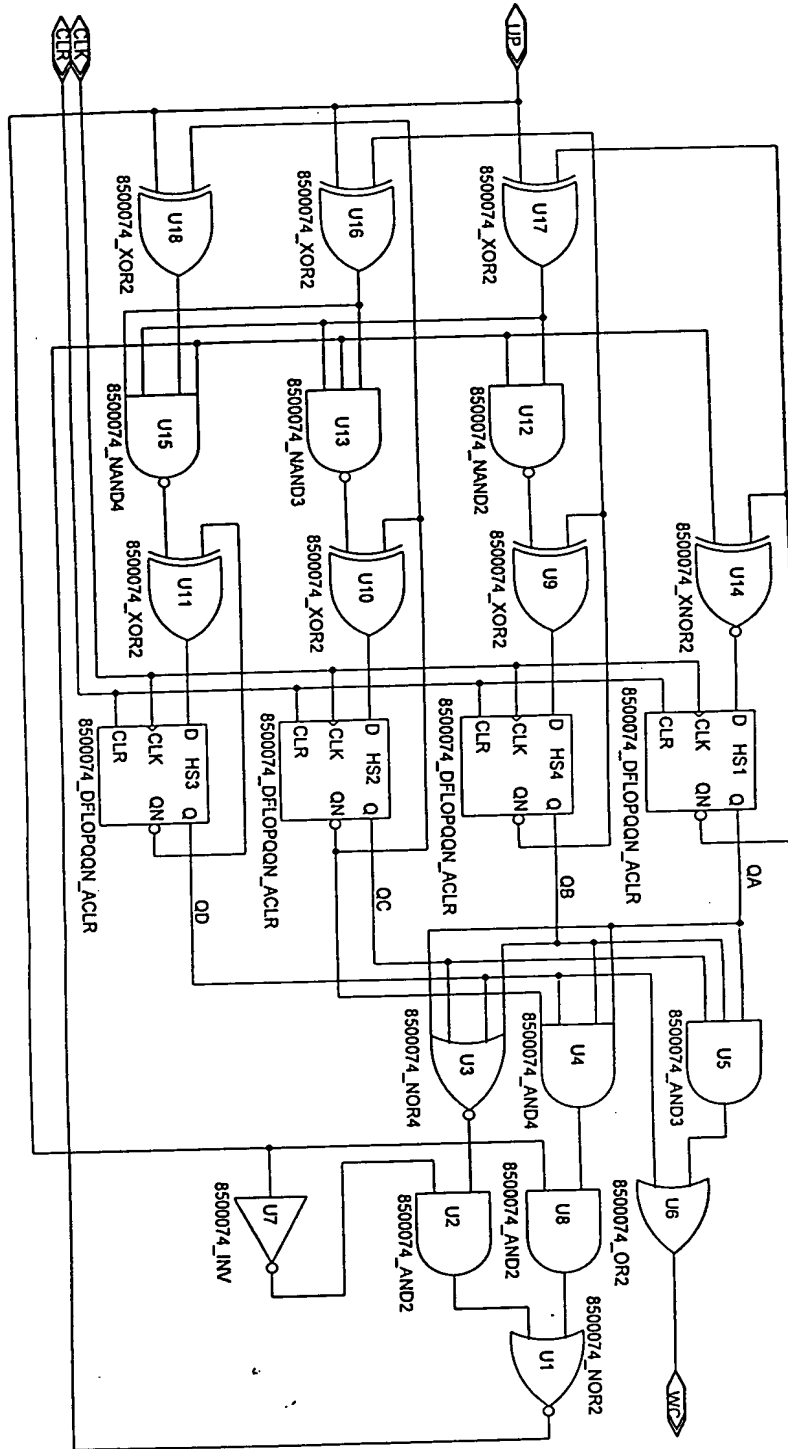 CLR
CLK
UP
U18
8500074_XOR2
U16
8500074_XOR2
U17
8500074_XOR2
U15
8500074_NAND4
U13
8500074_NAND3
U12
8500074_NAND2
U14
8500074_XNOR2
U11
8500074_XOR2
U10
8500074_XOR2
U9
8500074_XOR2
D HS3 Q
CLK
CLR QN
8500074_DFLOPQQN_ACLR
D HS2 Q
CLK
CLR QN
8500074_DFLOPQQN_ACLR
D HS4 Q
CLK
CLR QN
8500074_DFLOPQQN_ACLR
D HS1 Q
CLK
CLR QN
8500074_DFLOPQQN_ACLR
QD
QC
QB
QA
U3
8500074_NOR4
U4
8500074_AND4
U5
8500074_AND3
U7
8500074_INV
U2
8500074_AND2
U8
8500074_AND2
U6
8500074_OR2
U1
8500074_NOR2